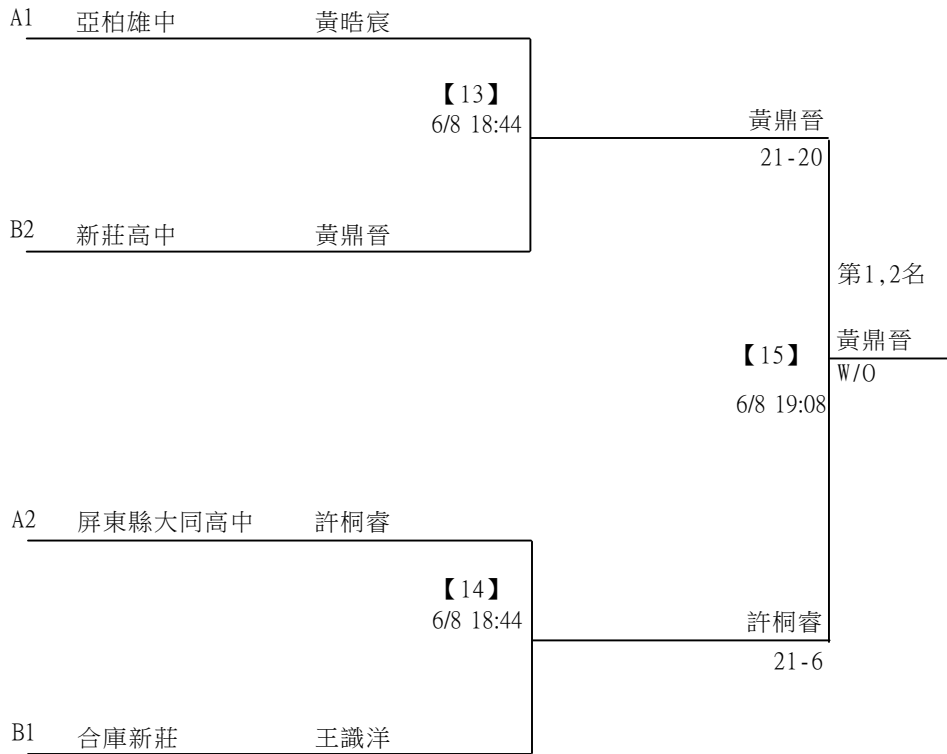 A1 亞柏雄中 黃晧宸
【13】
6/8 18:44
黃鼎晉
21-20
B2 新莊高中 黃鼎晉
第1,2名
黃鼎晉
【15】
W/O
6/8 19:08
A2 屏東縣大同高中 許桐睿
【14】
6/8 18:44
許桐睿
21-6
B1 合庫新莊 王識洋